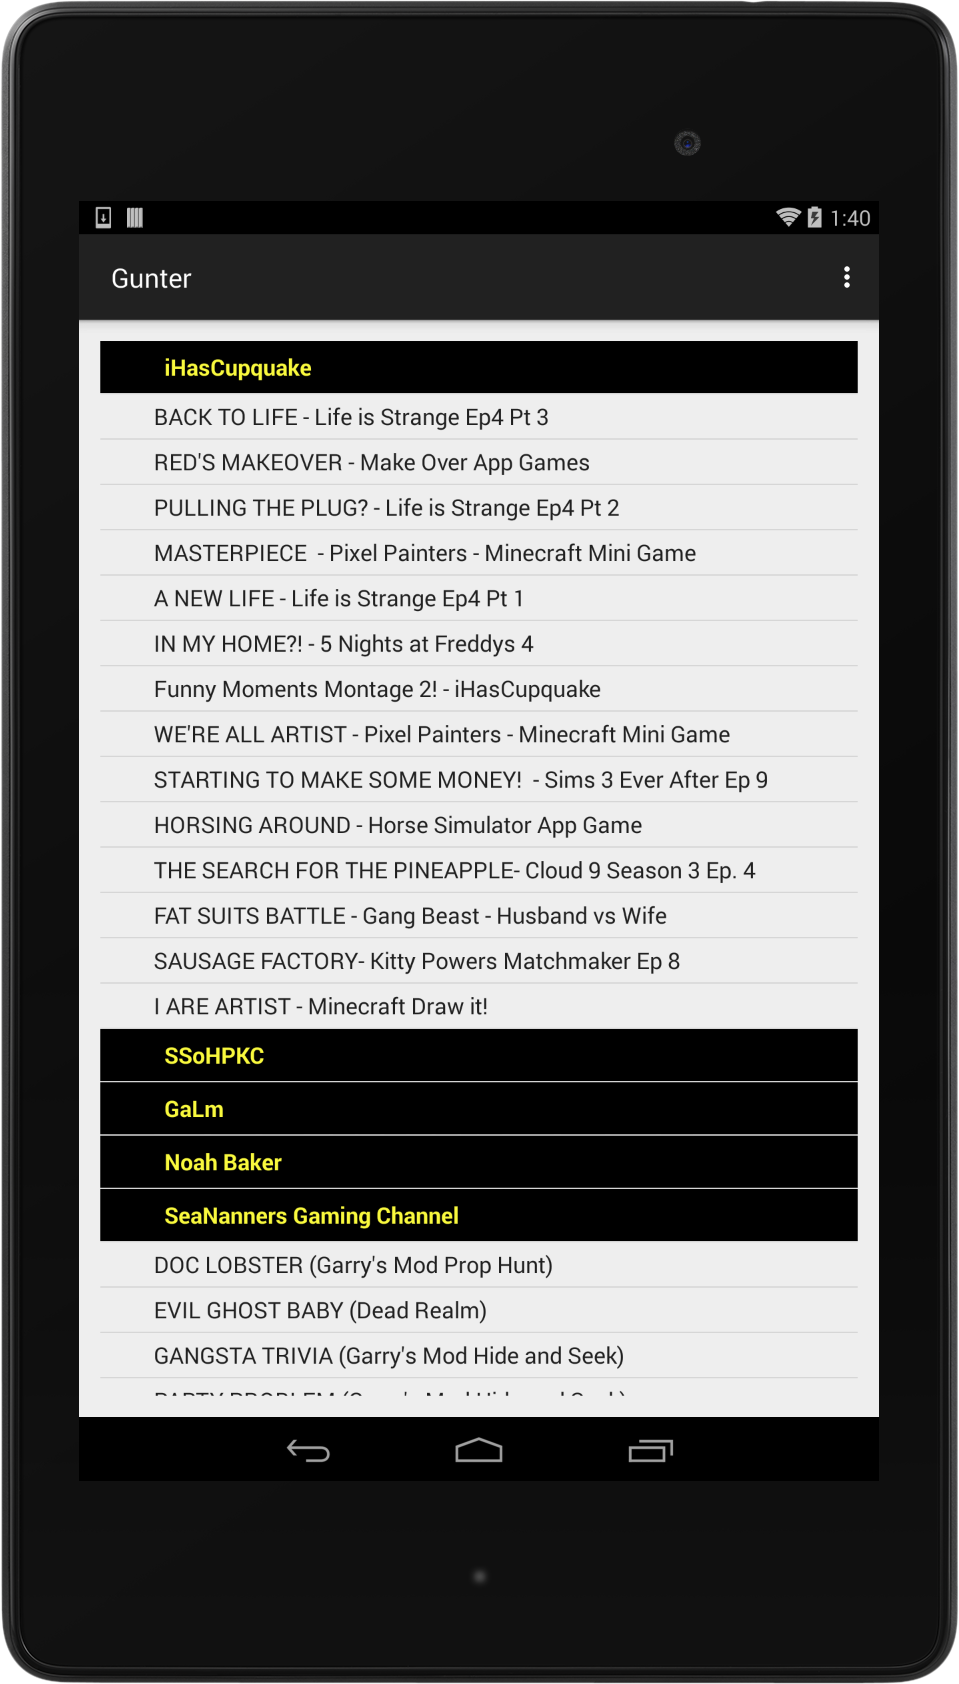 1:40
Gunter
iHasCupquake
BACK TO LIFE - Life is Strange Ep4 Pt 3
RED'S MAKEOVER - Make Over App Games
PULLING THE PLUG? - Life is Strange Ep4 Pt 2
MASTERPIECE  - Pixel Painters - Minecraft Mini Game
A NEW LIFE - Life is Strange Ep4 Pt 1
IN MY HOME?! - 5 Nights at Freddys 4
Funny Moments Montage 2! - iHasCupquake
WE'RE ALL ARTIST - Pixel Painters - Minecraft Mini Game
STARTING TO MAKE SOME MONEY!  - Sims 3 Ever After Ep 9
HORSING AROUND - Horse Simulator App Game
THE SEARCH FOR THE PINEAPPLE- Cloud 9 Season 3 Ep. 4
FAT SUITS BATTLE - Gang Beast - Husband vs Wife
SAUSAGE FACTORY- Kitty Powers Matchmaker Ep 8
I ARE ARTIST - Minecraft Draw it!
SSoHPKC
GaLm
Noah Baker
SeaNanners Gaming Channel
DOC LOBSTER (Garry's Mod Prop Hunt)
EVIL GHOST BABY (Dead Realm)
GANGSTA TRIVIA (Garry's Mod Hide and Seek)
PARTY PROBLEM (Garry's Mod Hide and Seek)